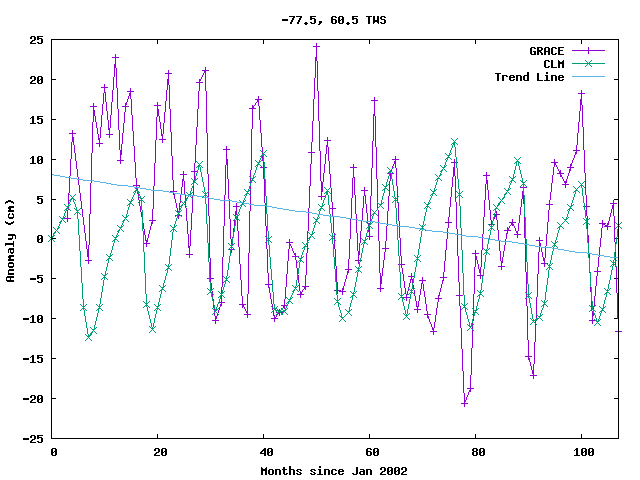 -77.5, 60.5 TWS
GRACE
CLM
Trend Line
25
20
15
10
5
0
-5
-10
-15
-20
-25
Anomaly (cm)
0 20 40 60 80 100
Months since Jan 2002